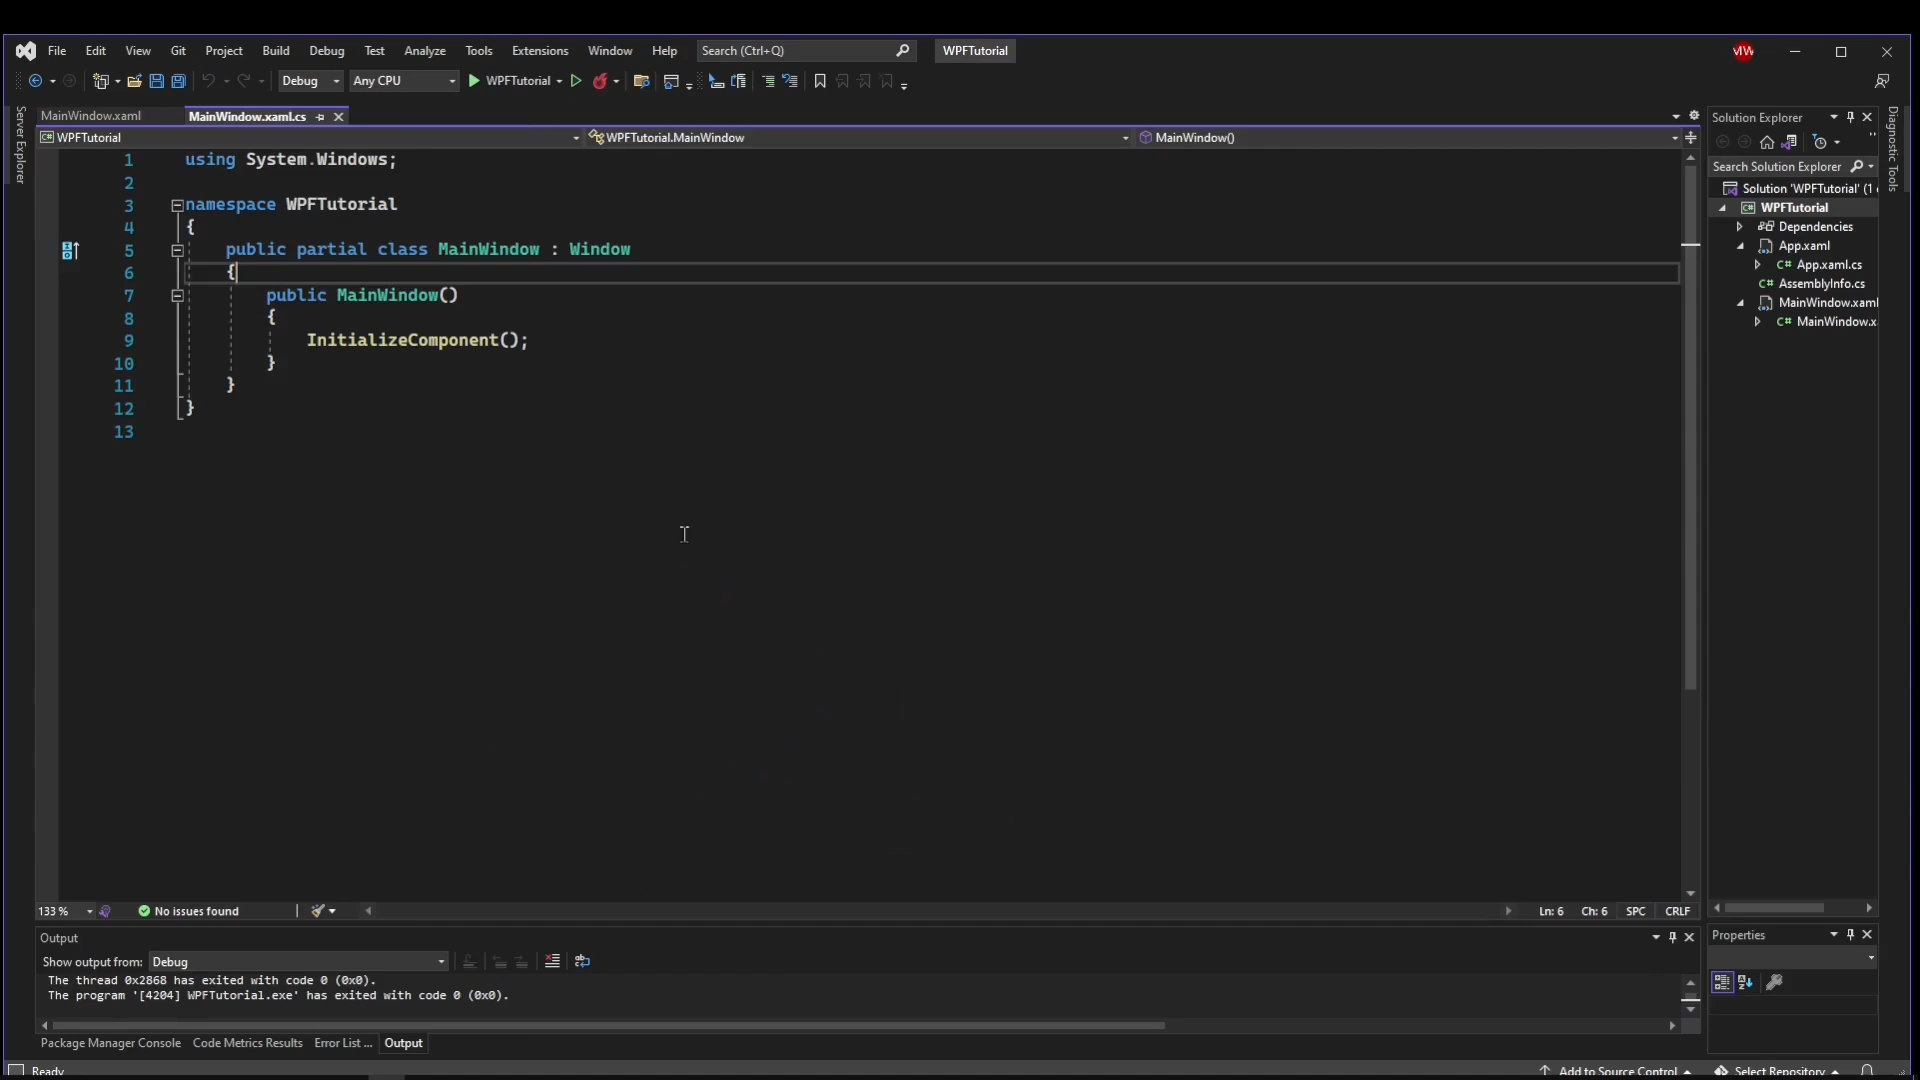 File Edit View Git Project Build Debug Test Analyze Tools Extensions Window Help Search (Ctrl+Q) WPFTutorial
Debug Any CPU WPFTutorial
Server Explorer
MainWindow.xaml MainWindow.xaml.cs
WPFTutorial WPFTutorial.MainWindow MainWindow()
1 using System.Windows;
2
3 namespace WPFTutorial
4 {
5 public partial class MainWindow : Window
6 {
7 public MainWindow()
8 {
9 InitializeComponent();
10 }
11 }
12 }
13
133 % No issues found Ln: 6 Ch: 6 SPC CRLF
Output
Show output from: Debug
The thread 0x2868 has exited with code 0 (0x0).
The program '[4204] WPFTutorial.exe' has exited with code 0 (0x0).
Package Manager Console Code Metrics Results Error List ... Output
Ready Add to Source Control Select Repository
Solution Explorer
Search Solution Explorer
Solution 'WPFTutorial' (1
WPFTutorial
Dependencies
App.xaml
App.xaml.cs
AssemblyInfo.cs
MainWindow.xaml
MainWindow.x
Properties
Diagnostic Tools